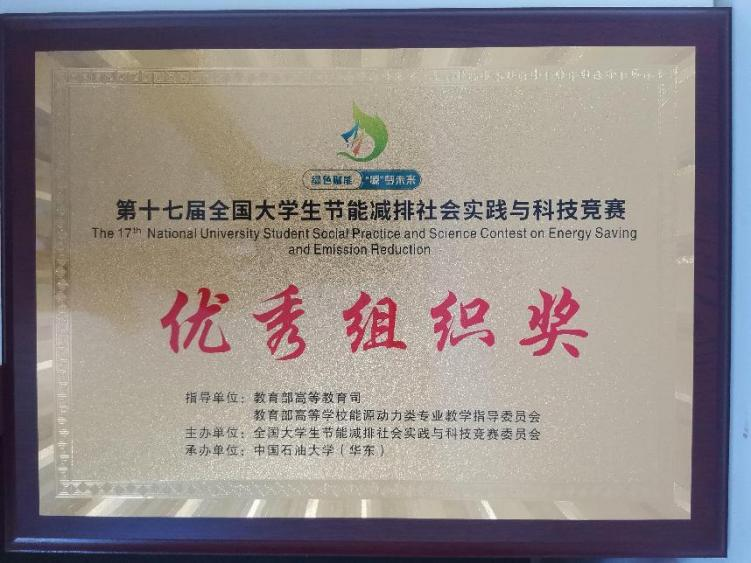 绿色赋能 "碳"梦未来
第十七届全国大学生节能减排社会实践与科技竞赛
The 17th National University Student Social Practice and Science Contest on Energy Saving
and Emission Reduction
优秀组织奖
指导单位：教育部高等教育司
教育部高等学校能源动力类专业教学指导委员会
主办单位：全国大学生节能减排社会实践与科技竞赛委员会
承办单位：中国石油大学（华东）